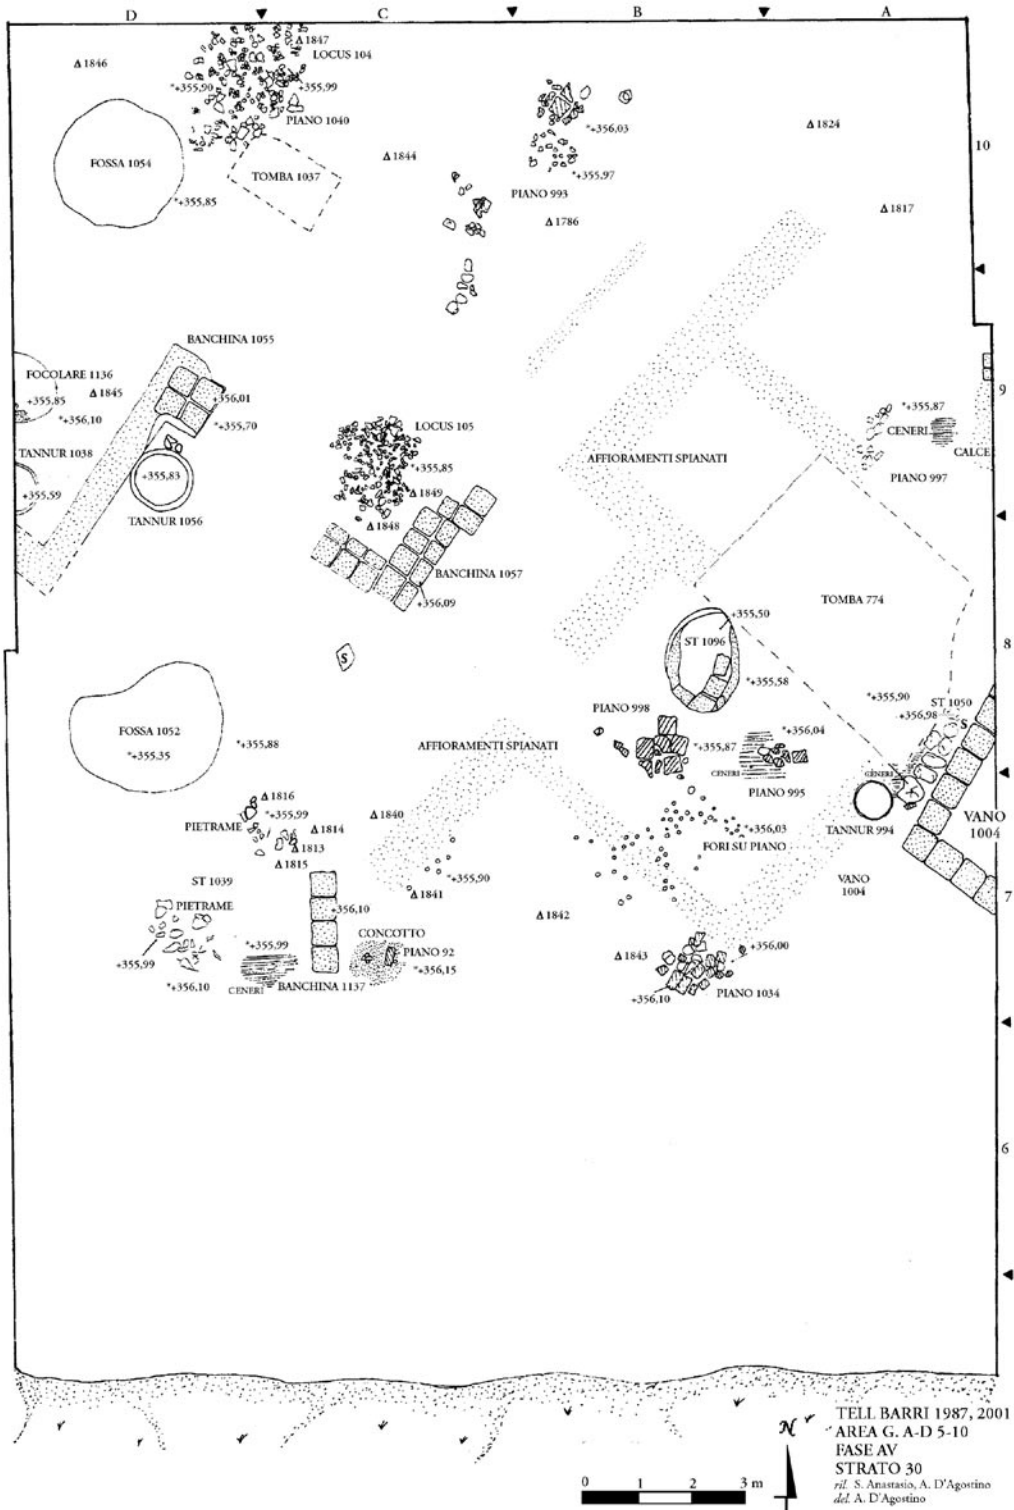 D C B A
Δ 1847
LOCUS 104
Δ 1846
*+355,90
+355,99
PIANO 1040
*+356,03
Δ 1824
10
FOSSA 1054
Δ 1844
TOMBA 1037
*+355,97
*+355,85
PIANO 993
Δ 1786
Δ 1817
BANCHINA 1055
FOCOLARE 1136
+355,85
Δ 1845
+356,01
9
*+356,10
*+355,70
*+355,87
LOCUS 105
CENERI
TANNUR 1038
+355,83
*+355,85
AFFIORAMENTI SPIANATI
CALCE
PIANO 997
+355,59
Δ 1849
TANNUR 1056
Δ 1848
BANCHINA 1057
+356,09
TOMBA 774
+355,50
ST 1096
8
S
*+355,58
*+355,90
ST 1050
PIANO 998
+356,98
S
FOSSA 1052
*+355,35
*+355,88
AFFIORAMENTI SPIANATI
*+355,87
*+356,04
CENERI
CENERI
PIANO 995
Δ 1816
*+355,99
Δ 1840
PIETRAME
Δ 1814
Δ 1813
Δ 1815
*+356,03
FORI SU PIANO
TANNUR 994
VANO
1004
ST 1039
*+355,90
VANO
1004
7
PIETRAME
+356,10
Δ 1841
Δ 1842
CONCOTTO
+355,99
*+355,99
PIANO 92
Δ 1843
+356,00
*+356,15
*+356,10
CENERI
BANCHINA 1137
+356,10
PIANO 1034
6
N
TELL BARRI 1987, 2001
AREA G. A-D 5-10
FASE AV
STRATO 30
ril. S. Anastasio, A. D'Agostino
del. A. D'Agostino
0 1 2 3 m